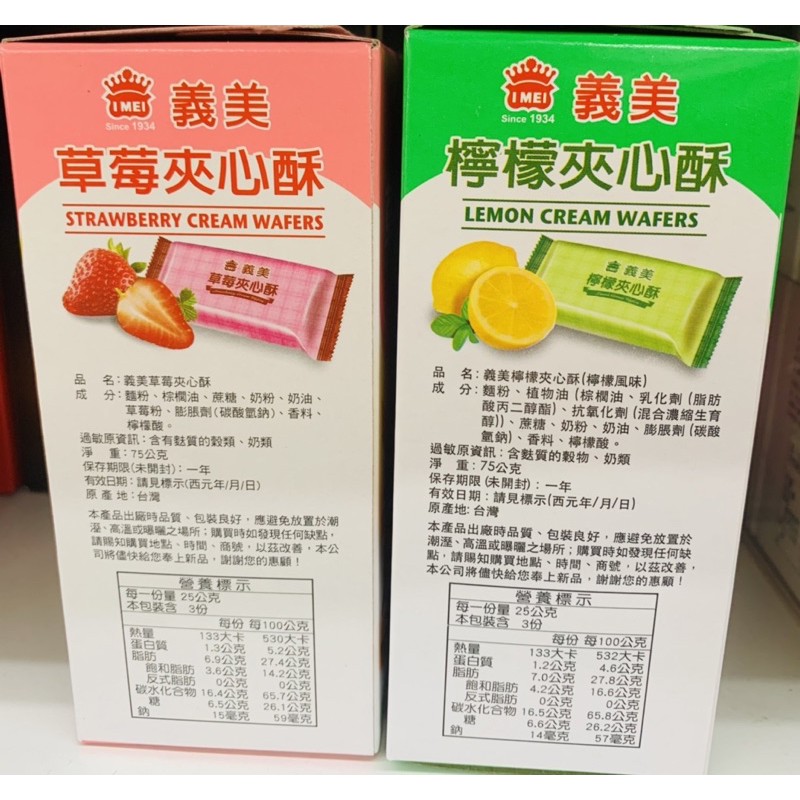 I MEI
Since 1934
義美
草莓夾心酥
STRAWBERRY CREAM WAFERS
義美
草莓夾心酥
品　名：義美草莓夾心酥
成　分：麵粉、棕櫚油、蔗糖、奶粉、奶油、
草莓粉、膨脹劑(碳酸氫鈉)、香料、
檸檬酸。
過敏原資訊：含有麩質的穀類、奶類
淨　重：75公克
保存期限(未開封)：一年
有效日期：請見標示(西元年/月/日)
原產地：台灣
本產品出廠時品質、包裝良好，應避免放置於潮
溼、高溫或曝曬之場所；購買時如發現任何缺點，
請賜知購買地點、時間、商號，以茲改善，本公
司將儘快給您奉上新品，謝謝您的惠顧！
營養標示
每一份量 25公克
本包裝含 3份
每份 每100公克
熱量 133大卡 530大卡
蛋白質 1.3公克 5.2公克
脂肪 6.9公克 27.4公克
飽和脂肪 3.6公克 14.2公克
反式脂肪 0公克 0公克
碳水化合物 16.4公克 65.7公克
糖 6.5公克 26.1公克
鈉 15毫克 59毫克
I MEI
Since 1934
義美
檸檬夾心酥
LEMON CREAM WAFERS
義美
檸檬夾心酥
品　名：義美檸檬夾心酥(檸檬風味)
成　分：麵粉、植物油(棕櫚油、乳化劑(脂肪
酸丙二醇酯)、抗氧化劑(混合濃縮生育
醇))、蔗糖、奶粉、奶油、膨脹劑(碳酸
氫鈉)、香料、檸檬酸。
過敏原資訊：含麩質的穀物、奶類
淨　重：75公克
保存期限(未開封)：一年
有效日期：請見標示(西元年/月/日)
原產地：台灣
本產品出廠時品質、包裝良好，應避免放置於
潮溼、高溫或曝曬之場所；購買時如發現任何缺
點，請賜知購買地點、時間、商號，以茲改善，
本公司將儘快給您奉上新品，謝謝您的惠顧！
營養標示
每一份量 25公克
本包裝含 3份
每份 每100公克
熱量 133大卡 532大卡
蛋白質 1.2公克 4.6公克
脂肪 7.0公克 27.8公克
飽和脂肪 4.2公克 16.6公克
反式脂肪 0公克 0公克
碳水化合物 16.5公克 65.8公克
糖 6.6公克 26.2公克
鈉 14毫克 57毫克